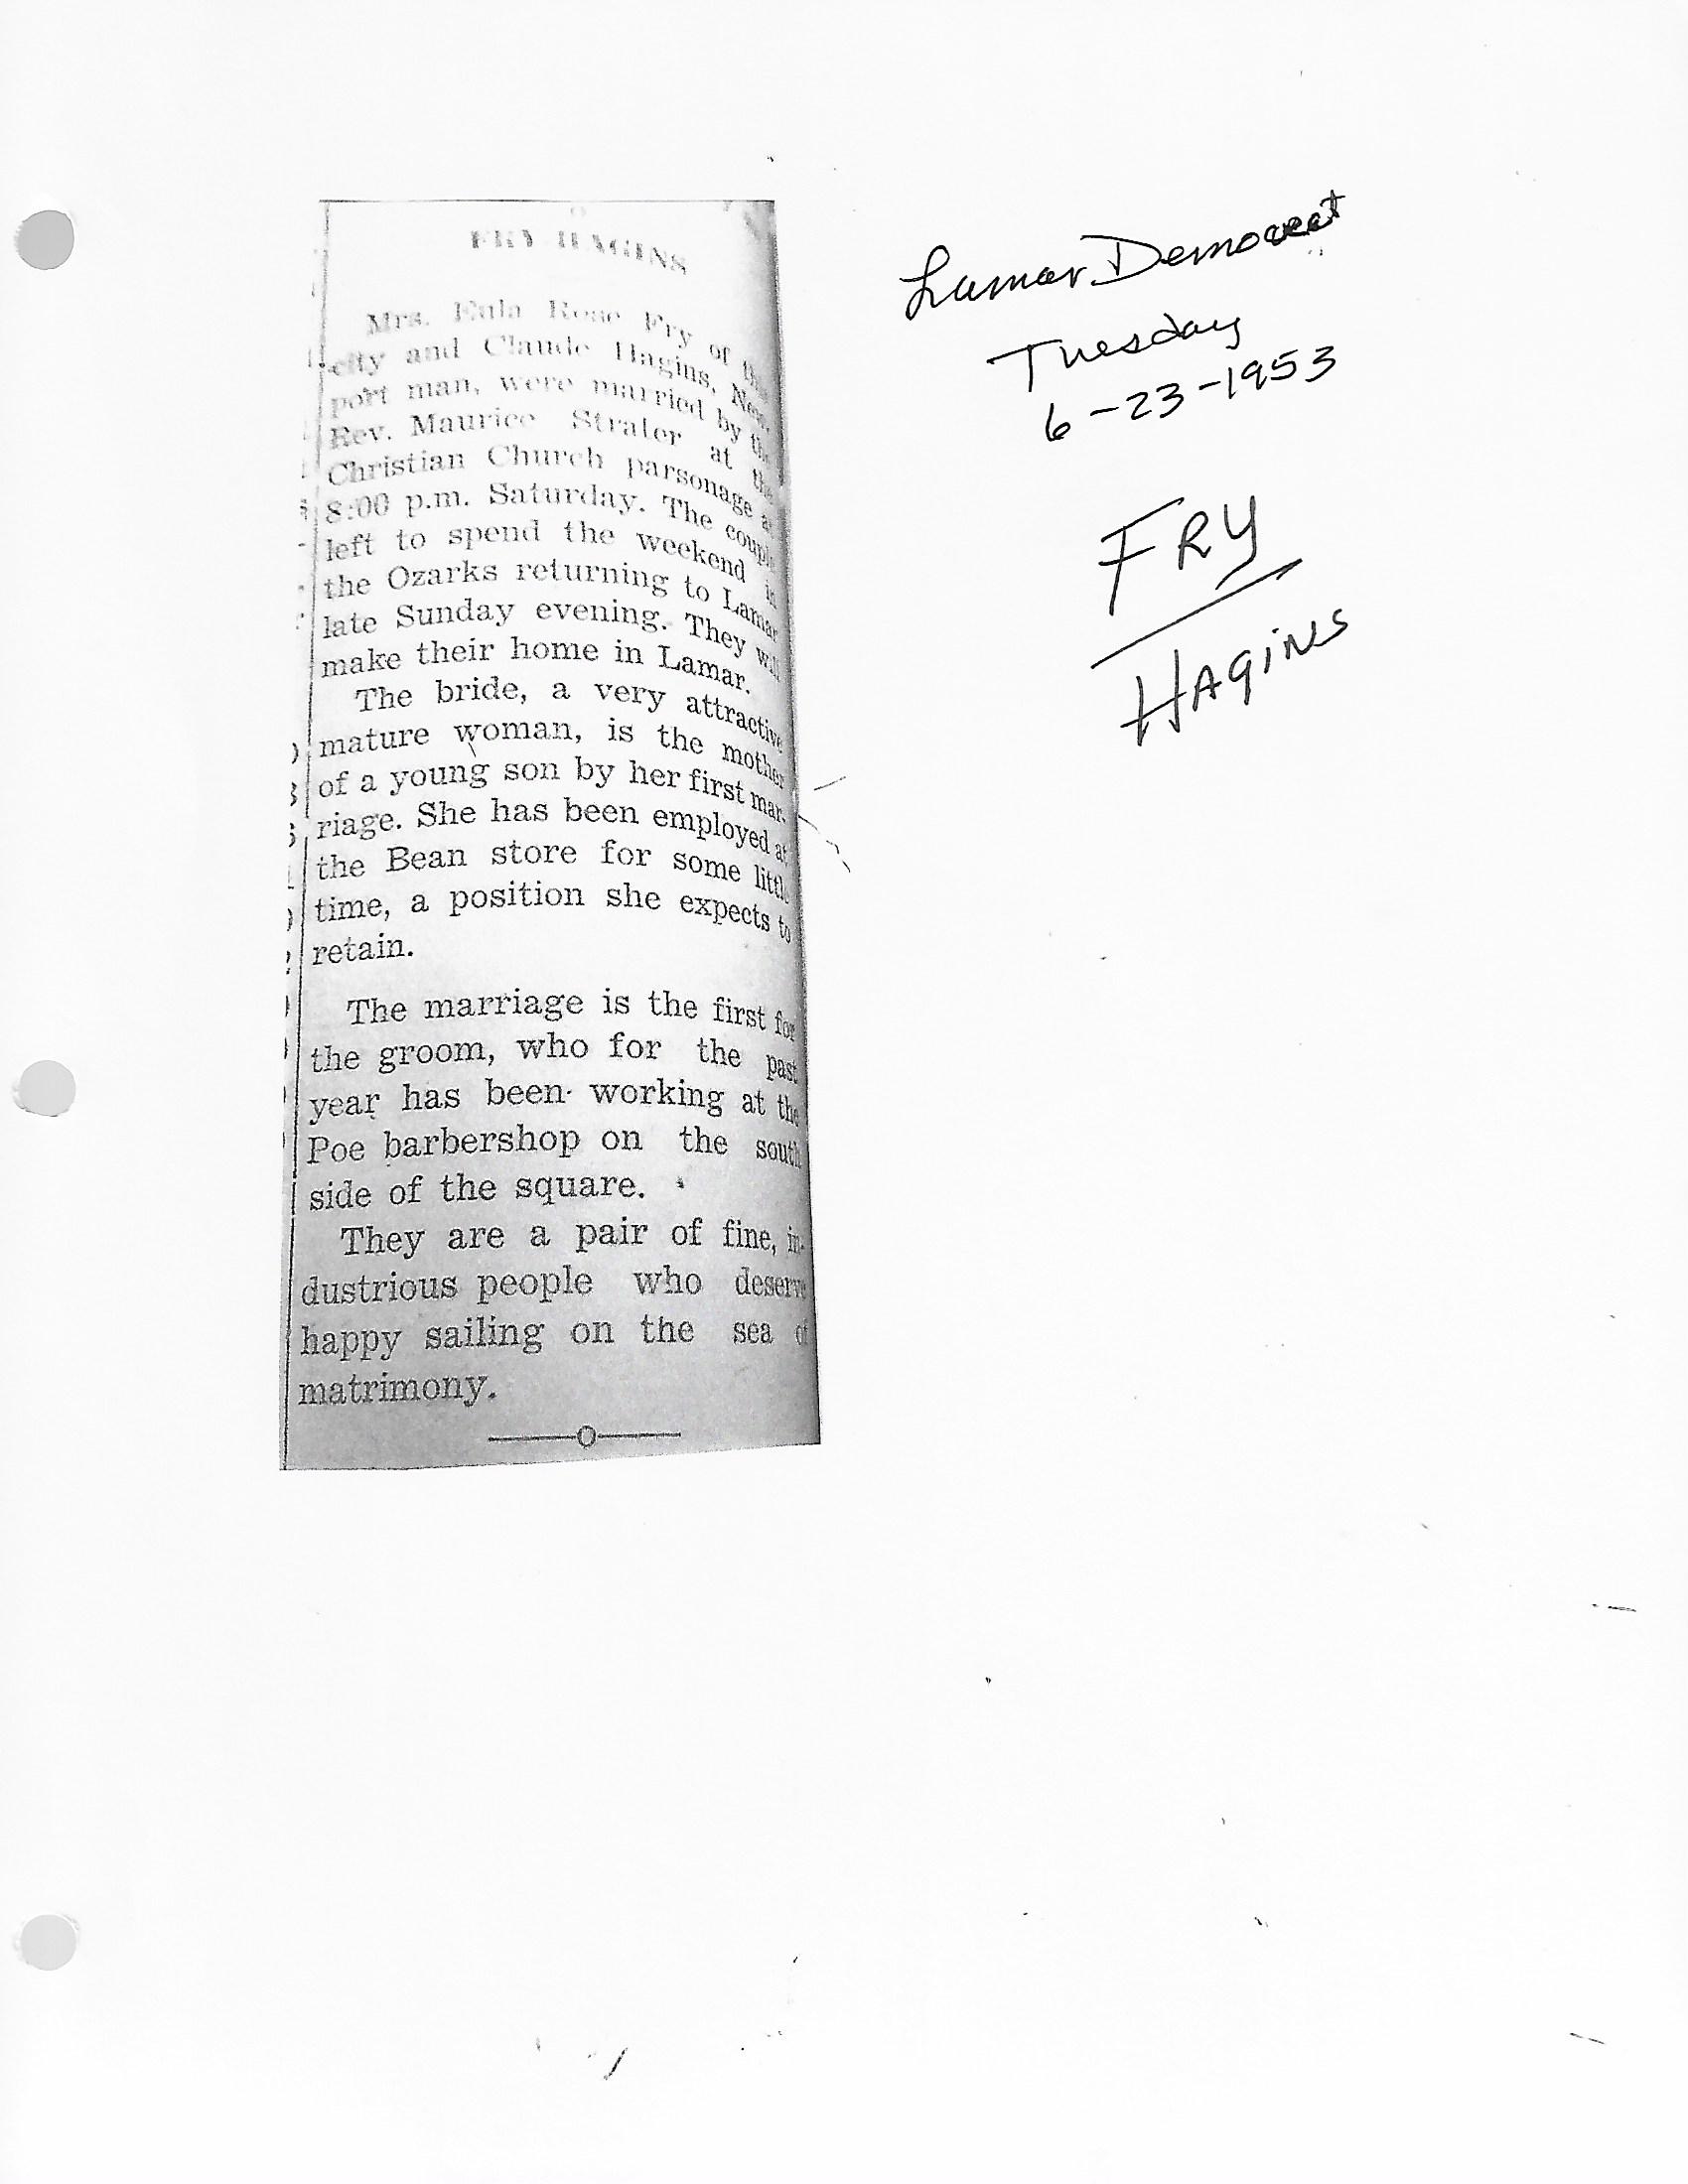 FRY-HAGINS
Mrs. Eula Rose Fry of this
city and Claude Hagins, New-
port man, were married by the
Rev. Maurice Strater at the
Christian Church parsonage at
8:00 p.m. Saturday. The couple
left to spend the weekend in
the Ozarks returning to Lamar
late Sunday evening. They will
make their home in Lamar.
The bride, a very attractive
mature woman, is the mother
of a young son by her first mar-
riage. She has been employed at
the Bean store for some little
time, a position she expects to
retain.
The marriage is the first for
the groom, who for the past
year has been working at the
Poe barbershop on the south
side of the square.
They are a pair of fine, in-
dustrious people who deserve
happy sailing on the sea of
matrimony.
Lamar Democrat
Tuesday
6-23-1953
FRY
HAGINS